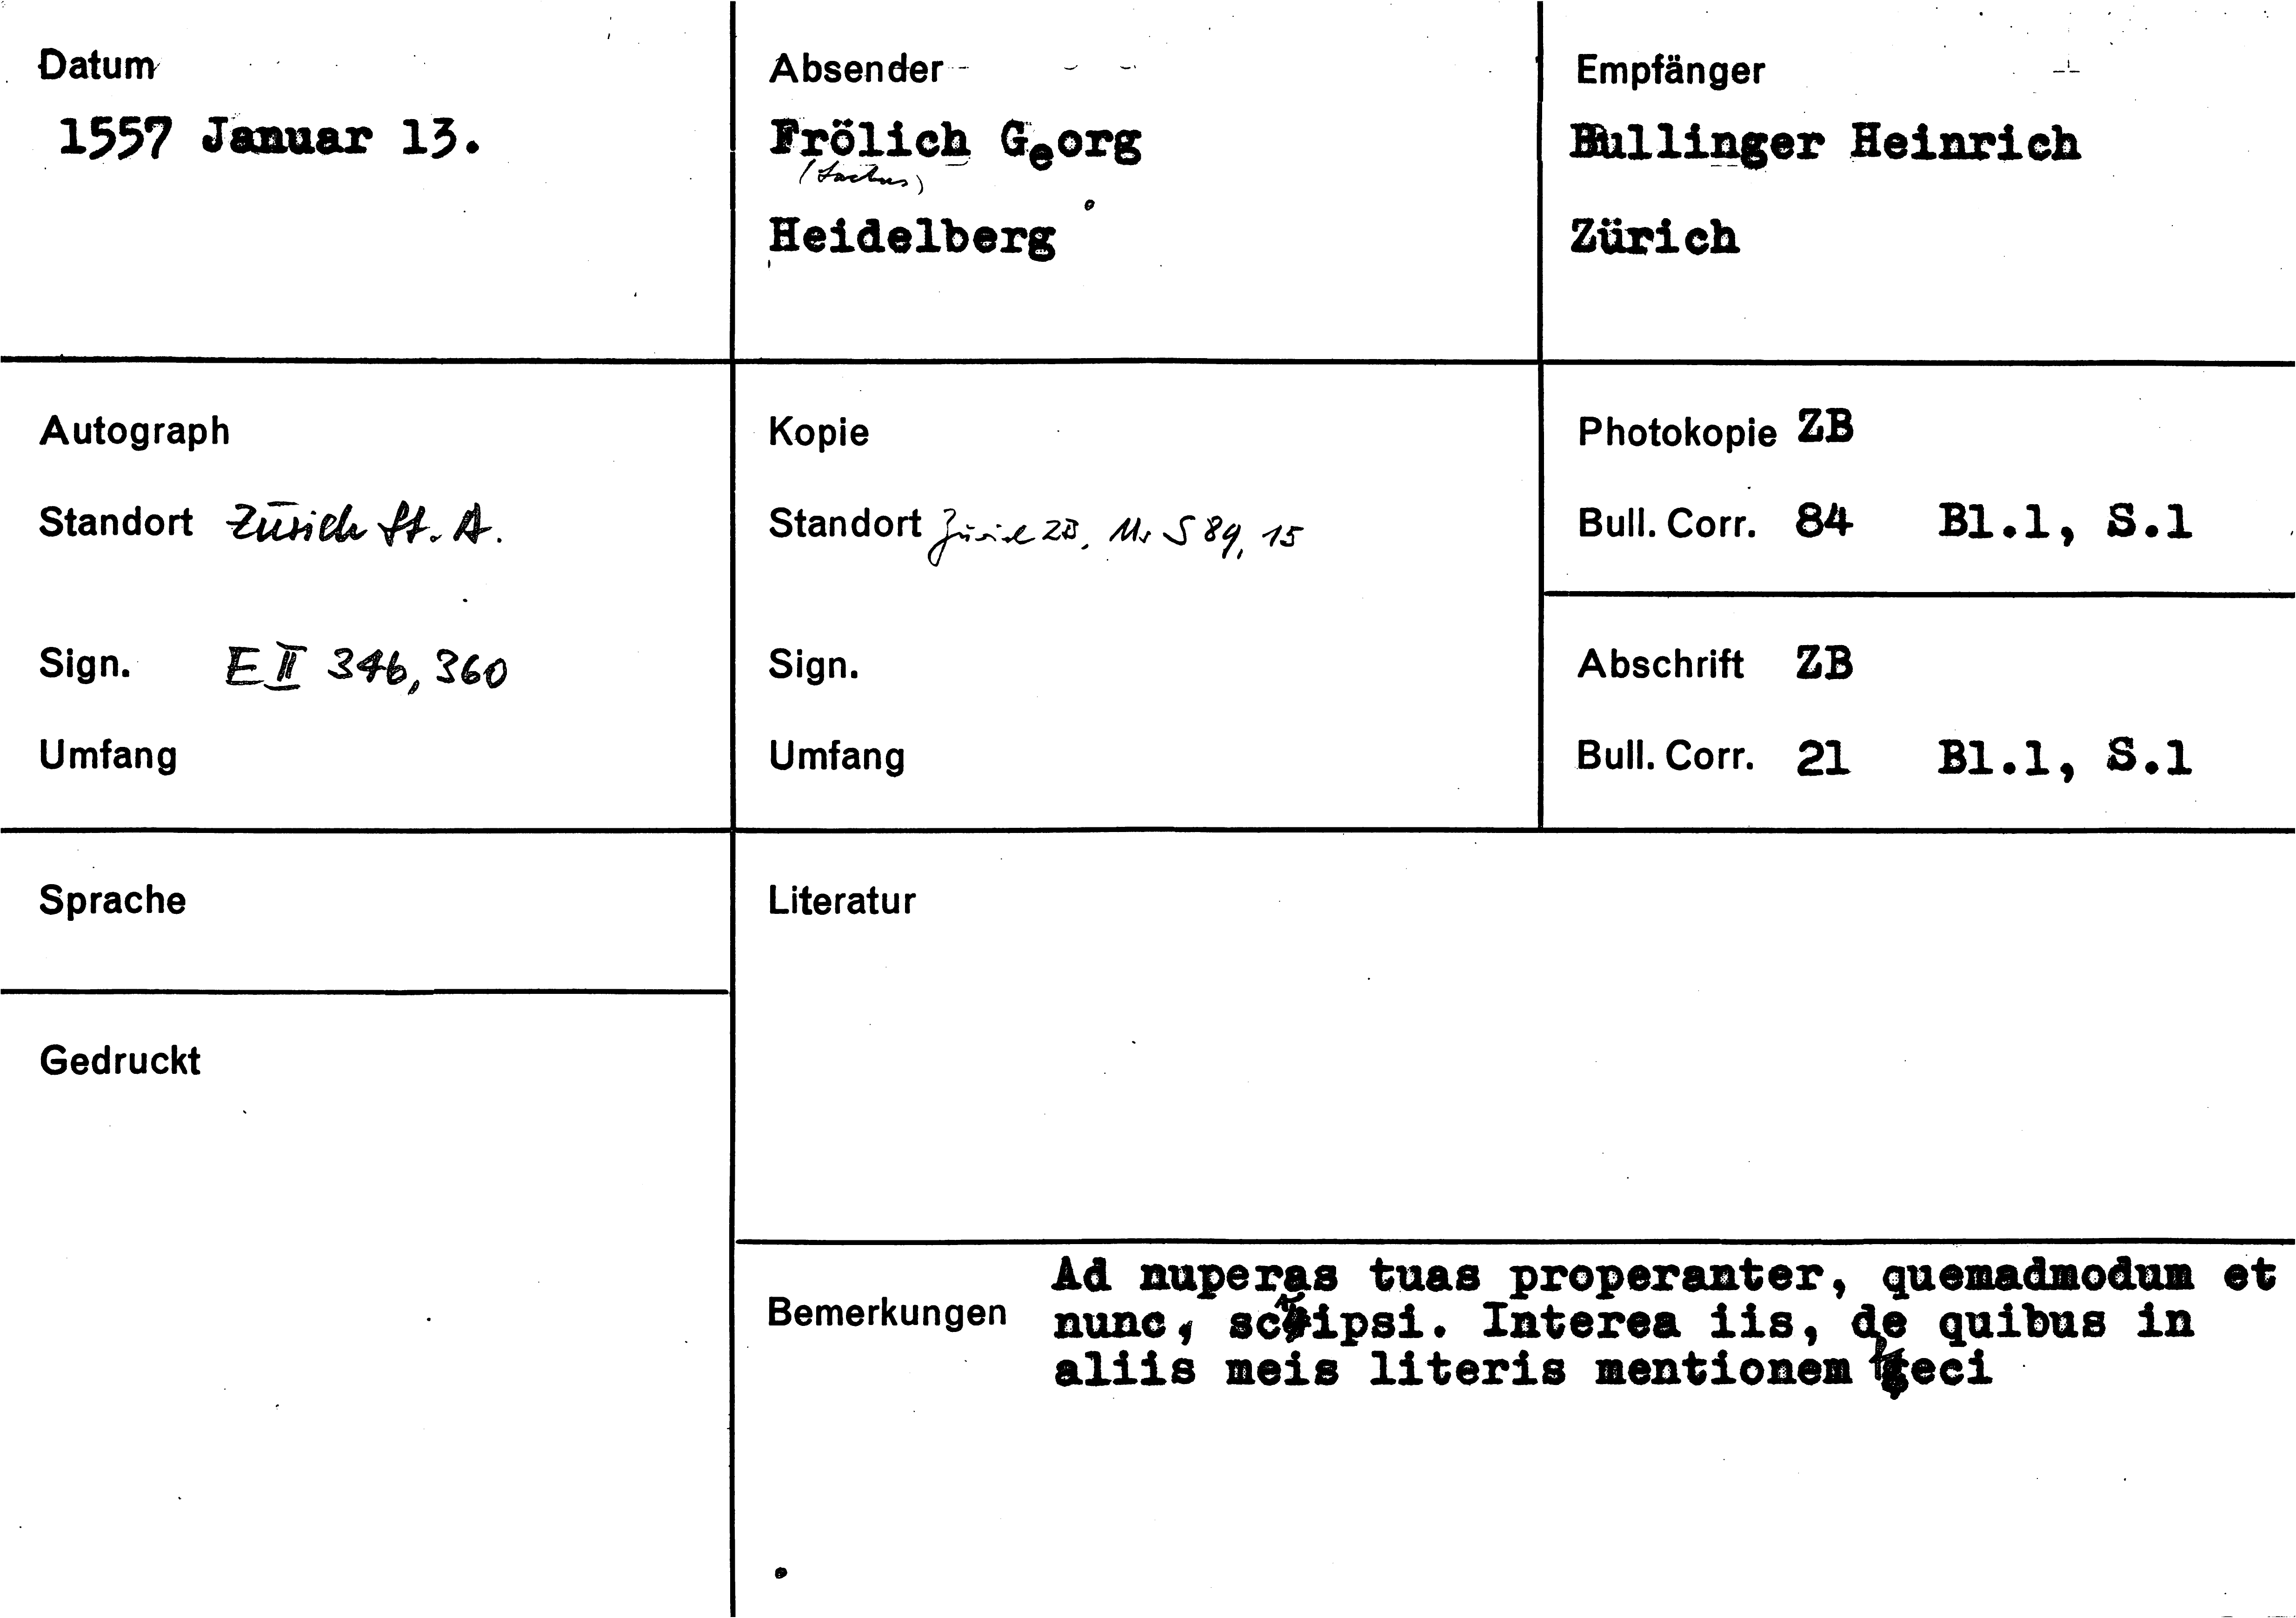 Datum
1557 Januar 13.
Absender
Frölich Georg
(Laetus)
Heidelberg
Empfänger
Bullinger Heinrich
Zürich
Autograph
Standort Zürich St. A.
Sign. E II 346, 360
Umfang
Kopie
Standort Zürich ZB, Ms S 89, 15
Sign.
Umfang
Photokopie ZB
Bull. Corr. 84 Bl.1, S.1
Abschrift ZB
Bull. Corr. 21 Bl.1, S.1
Sprache
Gedruckt
Literatur
Bemerkungen
Ad nuperas tuas properanter, quemadmodum et
nunc, scripsi. Interea iis, de quibus in
aliis meis literis mentionem feci